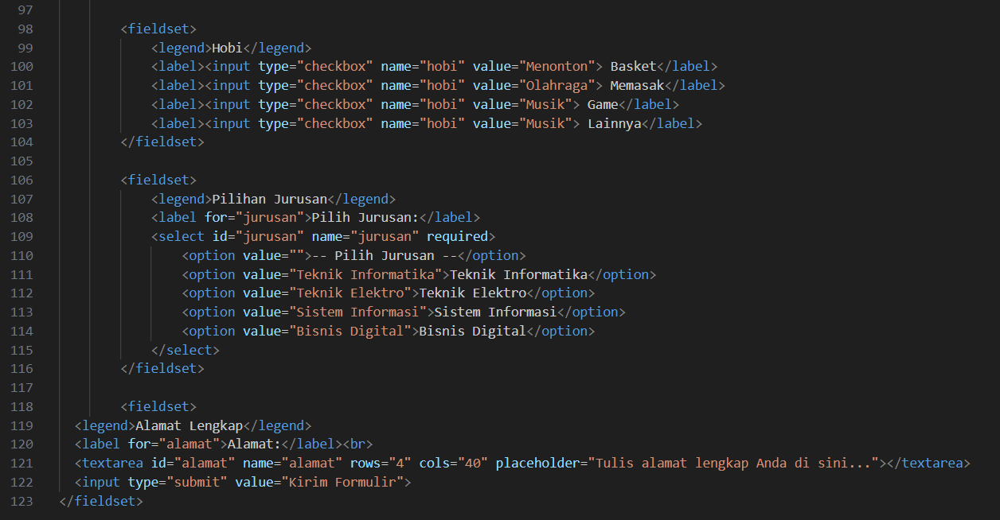 97
98 <fieldset>
99 <legend>Hobi</legend>
100 <label><input type="checkbox" name="hobi" value="Menonton"> Basket</label>
101 <label><input type="checkbox" name="hobi" value="Olahraga"> Memasak</label>
102 <label><input type="checkbox" name="hobi" value="Musik"> Game</label>
103 <label><input type="checkbox" name="hobi" value="Musik"> Lainnya</label>
104 </fieldset>
105
106 <fieldset>
107 <legend>Pilihan Jurusan</legend>
108 <label for="jurusan">Pilih Jurusan:</label>
109 <select id="jurusan" name="jurusan" required>
110 <option value="">-- Pilih Jurusan --</option>
111 <option value="Teknik Informatika">Teknik Informatika</option>
112 <option value="Teknik Elektro">Teknik Elektro</option>
113 <option value="Sistem Informasi">Sistem Informasi</option>
114 <option value="Bisnis Digital">Bisnis Digital</option>
115 </select>
116 </fieldset>
117
118 <fieldset>
119 <legend>Alamat Lengkap</legend>
120 <label for="alamat">Alamat:</label><br>
121 <textarea id="alamat" name="alamat" rows="4" cols="40" placeholder="Tulis alamat lengkap Anda di sini..."></textarea>
122 <input type="submit" value="Kirim Formulir">
123 </fieldset>